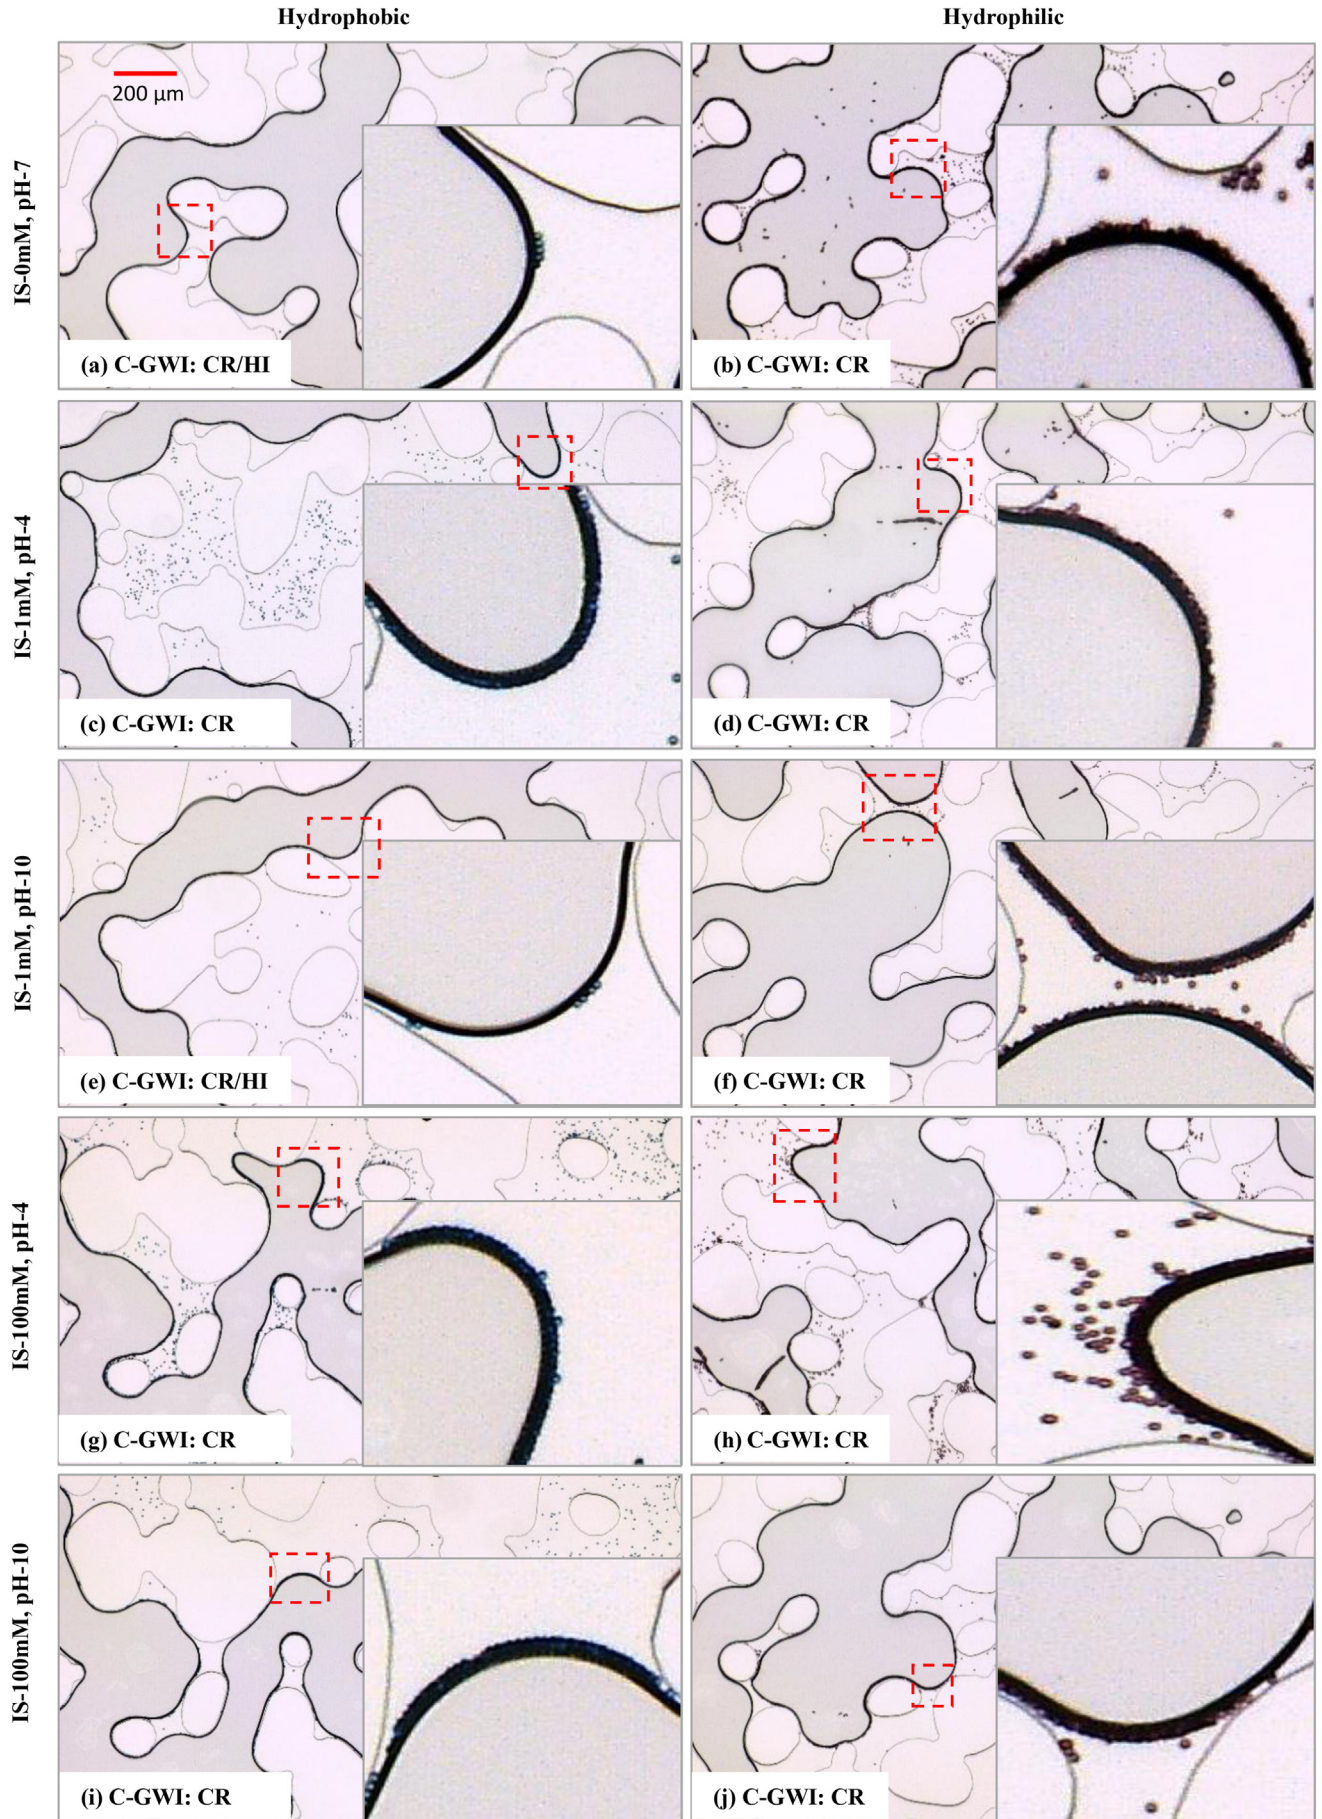 Hydrophobic
Hydrophilic
IS-0mM, pH-7
200 μm
(a) C-GWI: CR/HI
(b) C-GWI: CR
IS-1mM, pH-4
(c) C-GWI: CR
(d) C-GWI: CR
IS-1mM, pH-10
(e) C-GWI: CR/HI
(f) C-GWI: CR
IS-100mM, pH-4
(g) C-GWI: CR
(h) C-GWI: CR
IS-100mM, pH-10
(i) C-GWI: CR
(j) C-GWI: CR